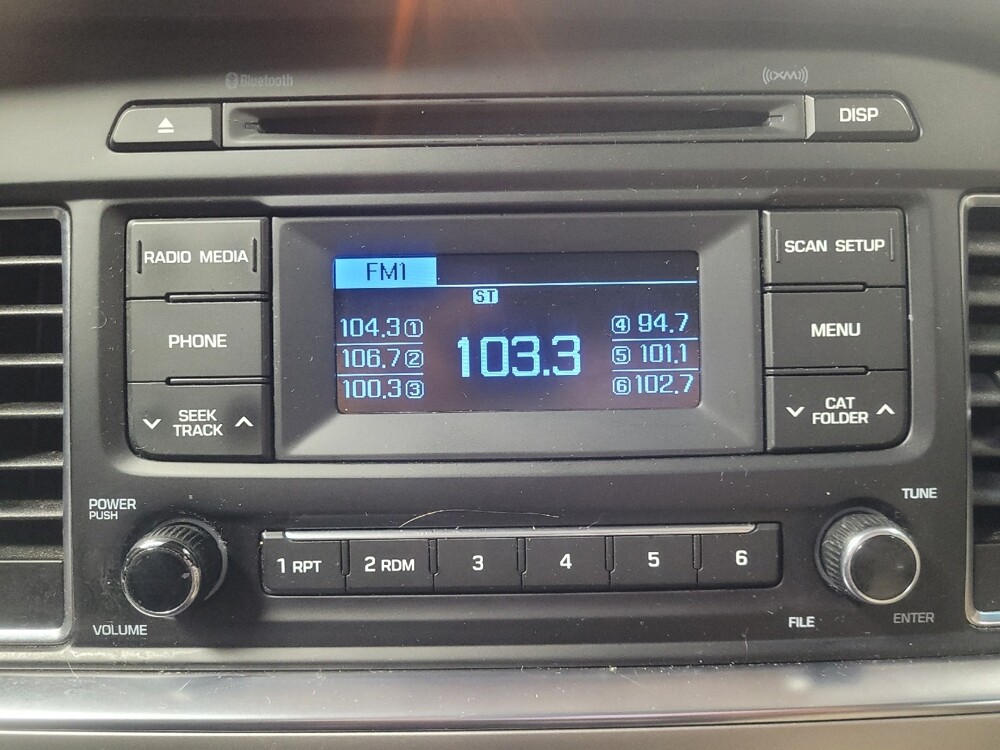 Bluetooth
((XM))
DISP
RADIO MEDIA
SCAN SETUP
FM1
ST
PHONE
MENU
104.3 1
106.7 2
100.3 3
103.3
4 94.7
5 101.1
6 102.7
SEEK
TRACK
CAT
FOLDER
POWER
PUSH
TUNE
1 RPT
2 RDM
3
4
5
6
VOLUME
FILE
ENTER